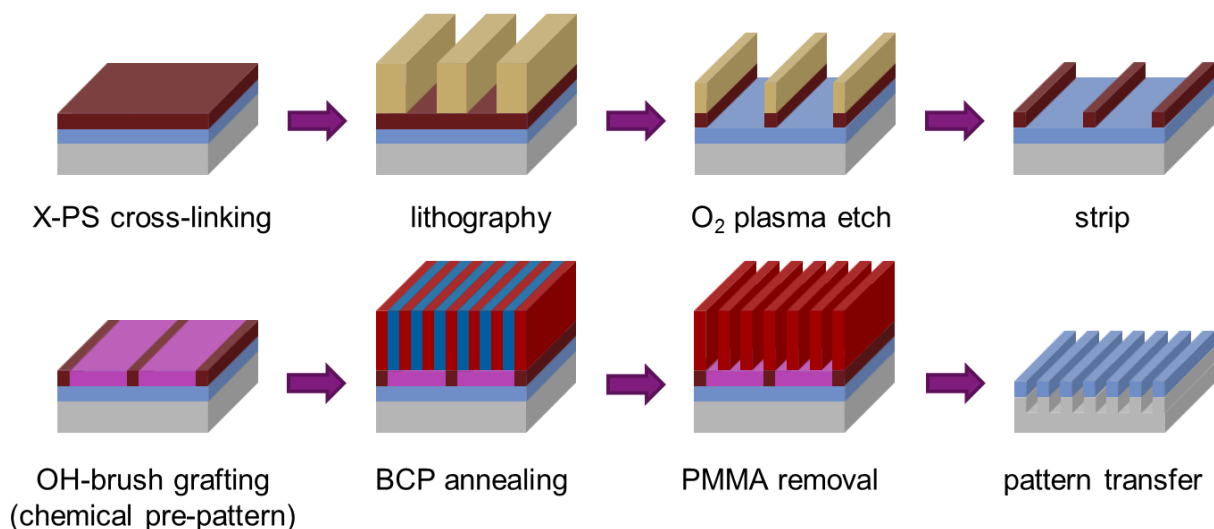 X-PS cross-linking
lithography
O₂ plasma etch
strip
OH-brush grafting
(chemical pre-pattern)
BCP annealing
PMMA removal
pattern transfer